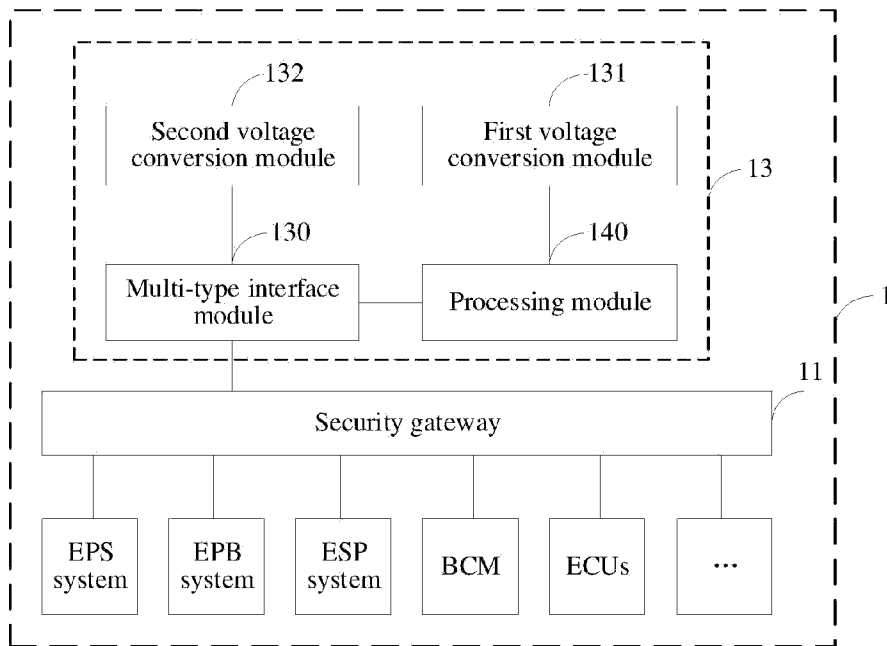 132
131
Second voltage
conversion module
First voltage
conversion module
13
130
140
Multi-type interface
module
Processing module
1
11
Security gateway
EPS
system
EPB
system
ESP
system
BCM
ECUs
...